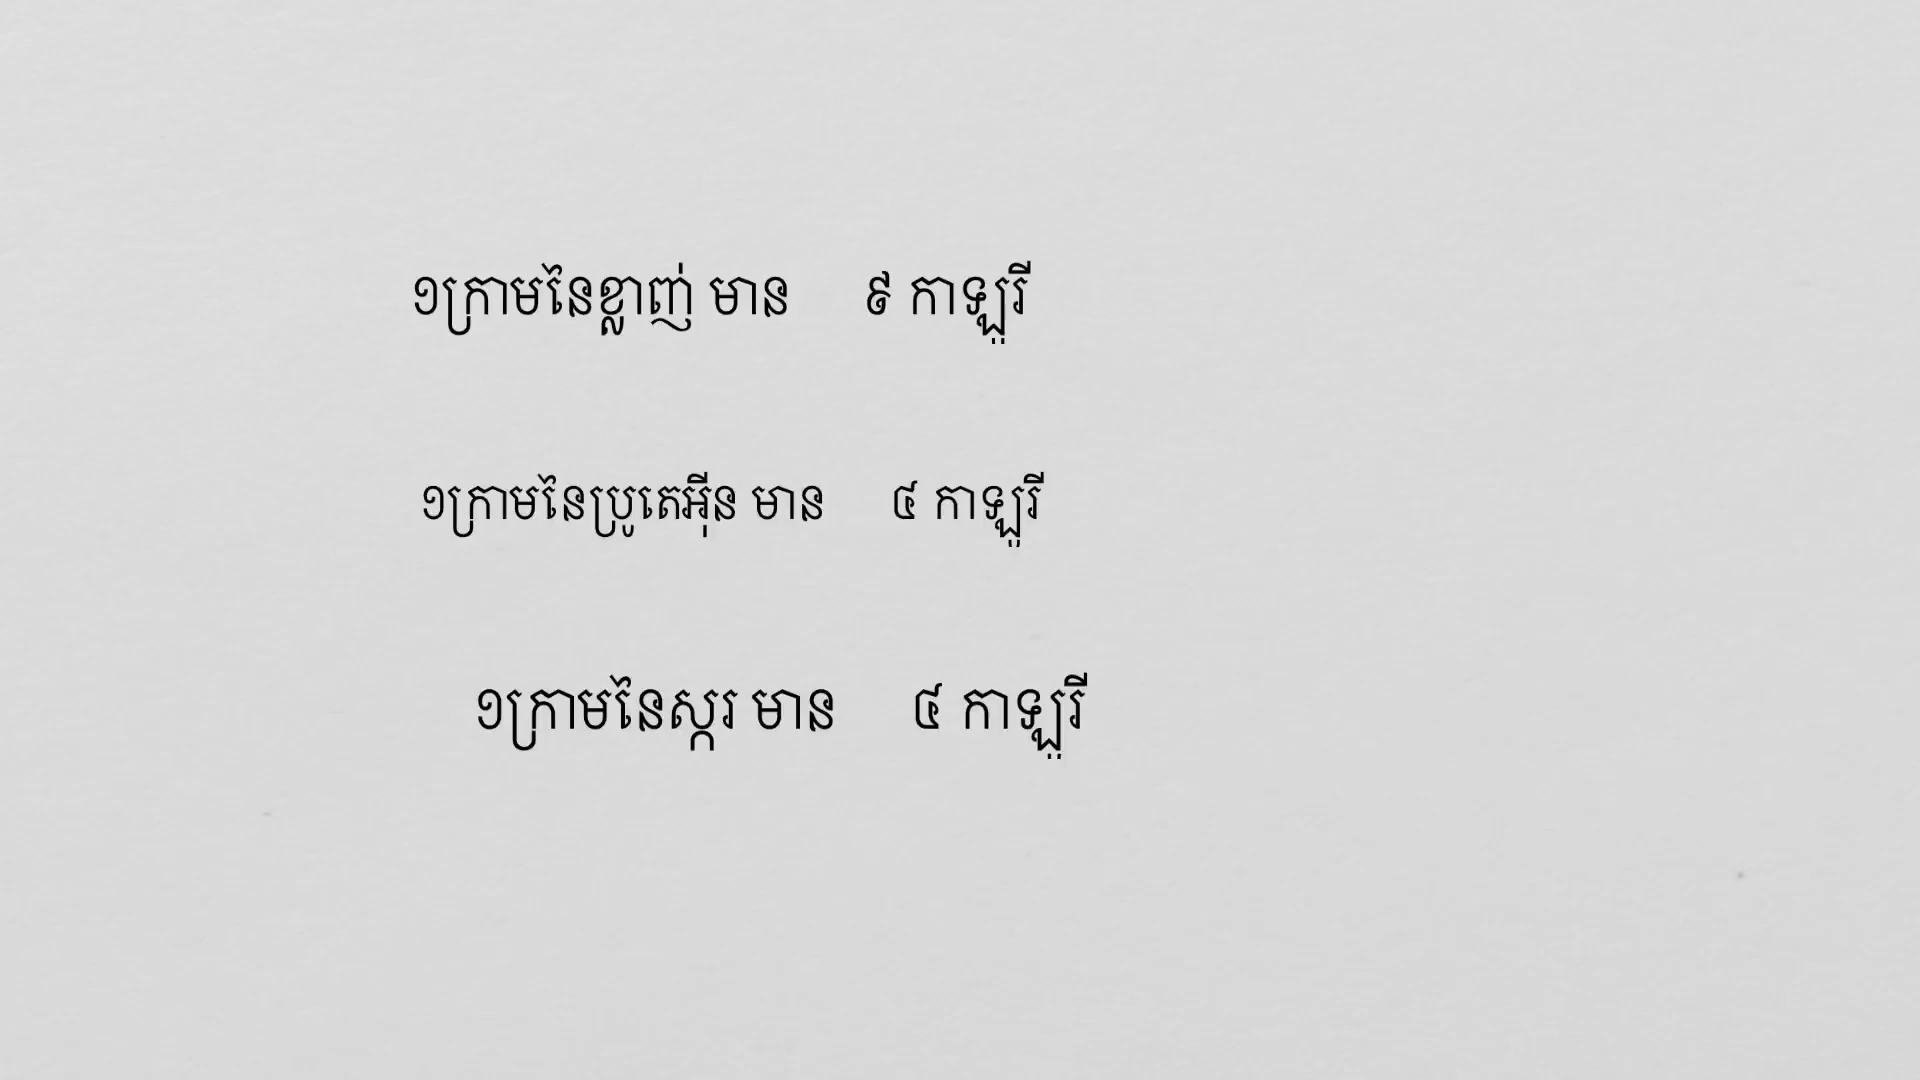 ១ក្រាមនៃខ្លាញ់ មាន ៩ កាឡូរី
១ក្រាមនៃប្រូតេអ៊ីន មាន ៤ កាឡូរី
១ក្រាមនៃស្ករ មាន ៤ កាឡូរី